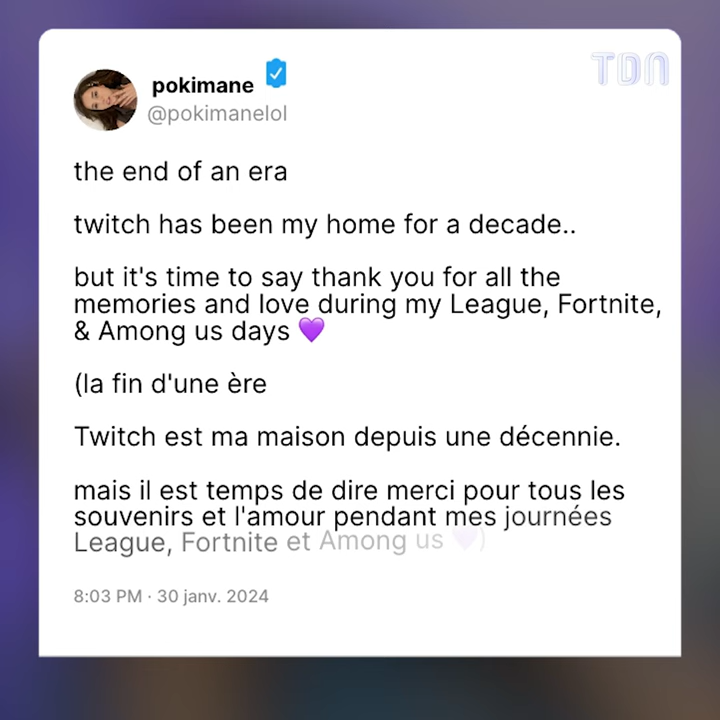 TDN
pokimane
@pokimanelol
the end of an era
twitch has been my home for a decade..
but it's time to say thank you for all the
memories and love during my League, Fortnite,
& Among us days 💜
(la fin d'une ère
Twitch est ma maison depuis une décennie.
mais il est temps de dire merci pour tous les
souvenirs et l'amour pendant mes journées
League, Fortnite et Among us 💜)
8:03 PM · 30 janv. 2024